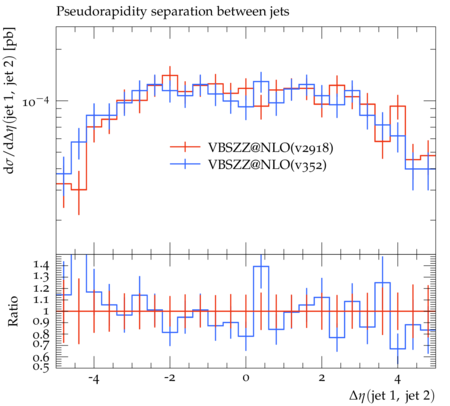 Pseudorapidity separation between jets
dσ/dΔη(jet 1, jet 2) [pb]
10⁻⁴
VBSZZ@NLO(v2918)
VBSZZ@NLO(v352)
Ratio
1.4
1.3
1.2
1.1
1
0.9
0.8
0.7
0.6
0.5
-4 -2 0 2 4
Δη(jet 1, jet 2)